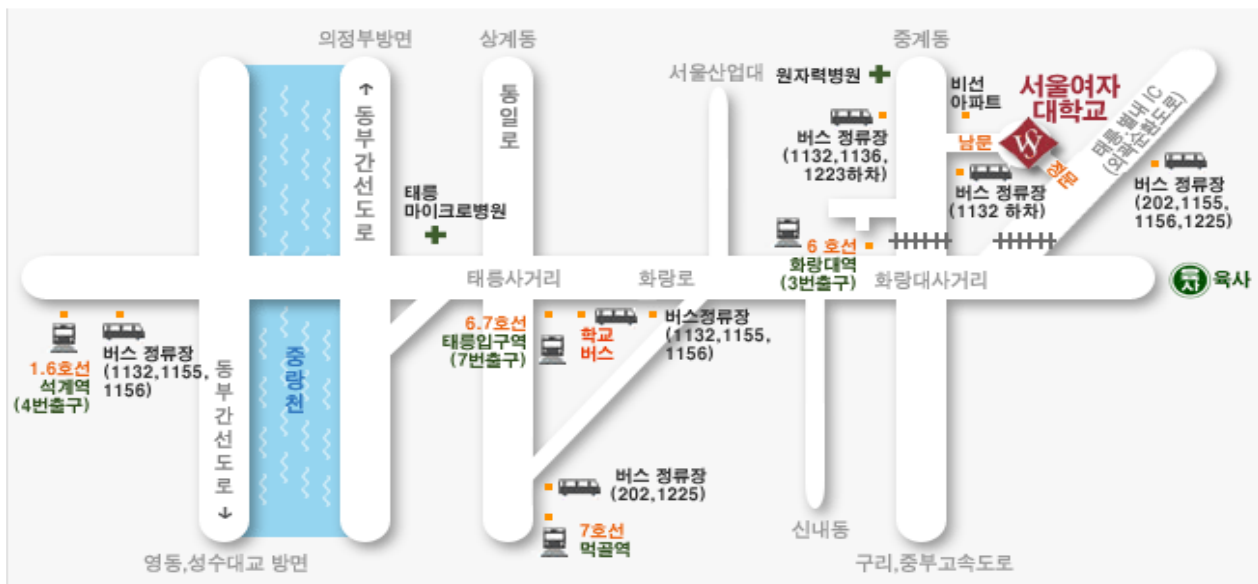 의정부방면
상계동
중계동
서울산업대
원자력병원
비선
아파트
서울여자
대학교
태릉,별내 IC
(외곽순환도로)
동부간선도로
통일로
버스 정류장
(1132,1136,
1223하차)
남문
정문
버스 정류장
(1132 하차)
버스 정류장
(202,1155,
1156,1225)
태릉
마이크로병원
6 호선
화랑대역
(3번출구)
태릉사거리
화랑로
화랑대사거리
육사
1.6호선
석계역
(4번출구)
버스 정류장
(1132,1155,
1156)
동부간선도로
중랑천
6.7호선
태릉입구역
(7번출구)
학교
버스
버스정류장
(1132,1155,
1156)
버스 정류장
(202,1225)
7호선
먹골역
신내동
영동,성수대교 방면
구리,중부고속도로